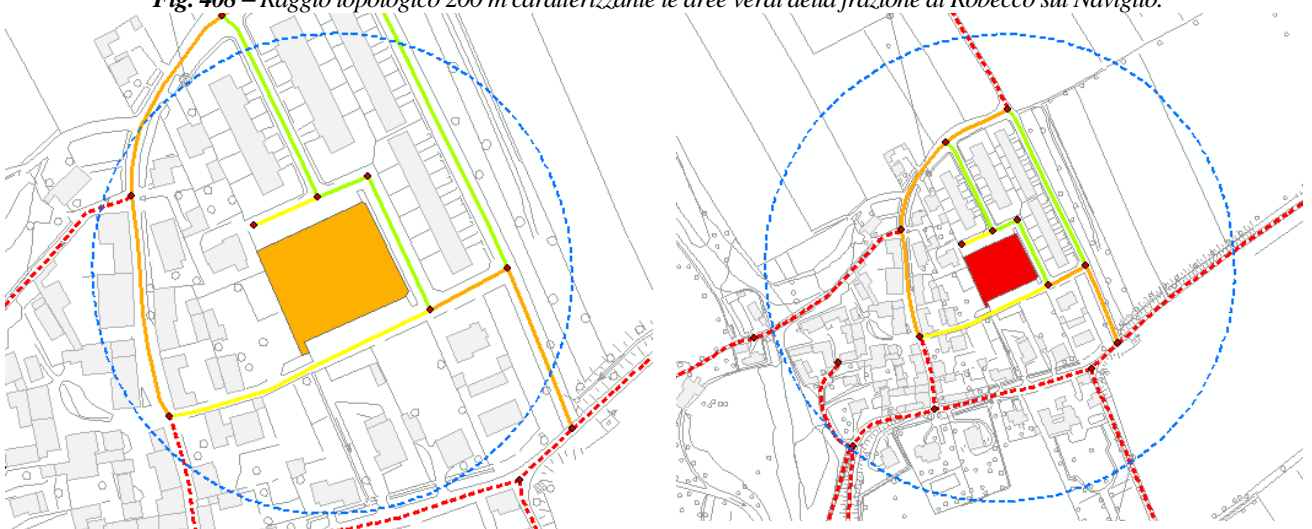 Fig. 408 – Raggio topologico 200 m caratterizzante le aree verdi della frazione di Robecco sul Naviglio.